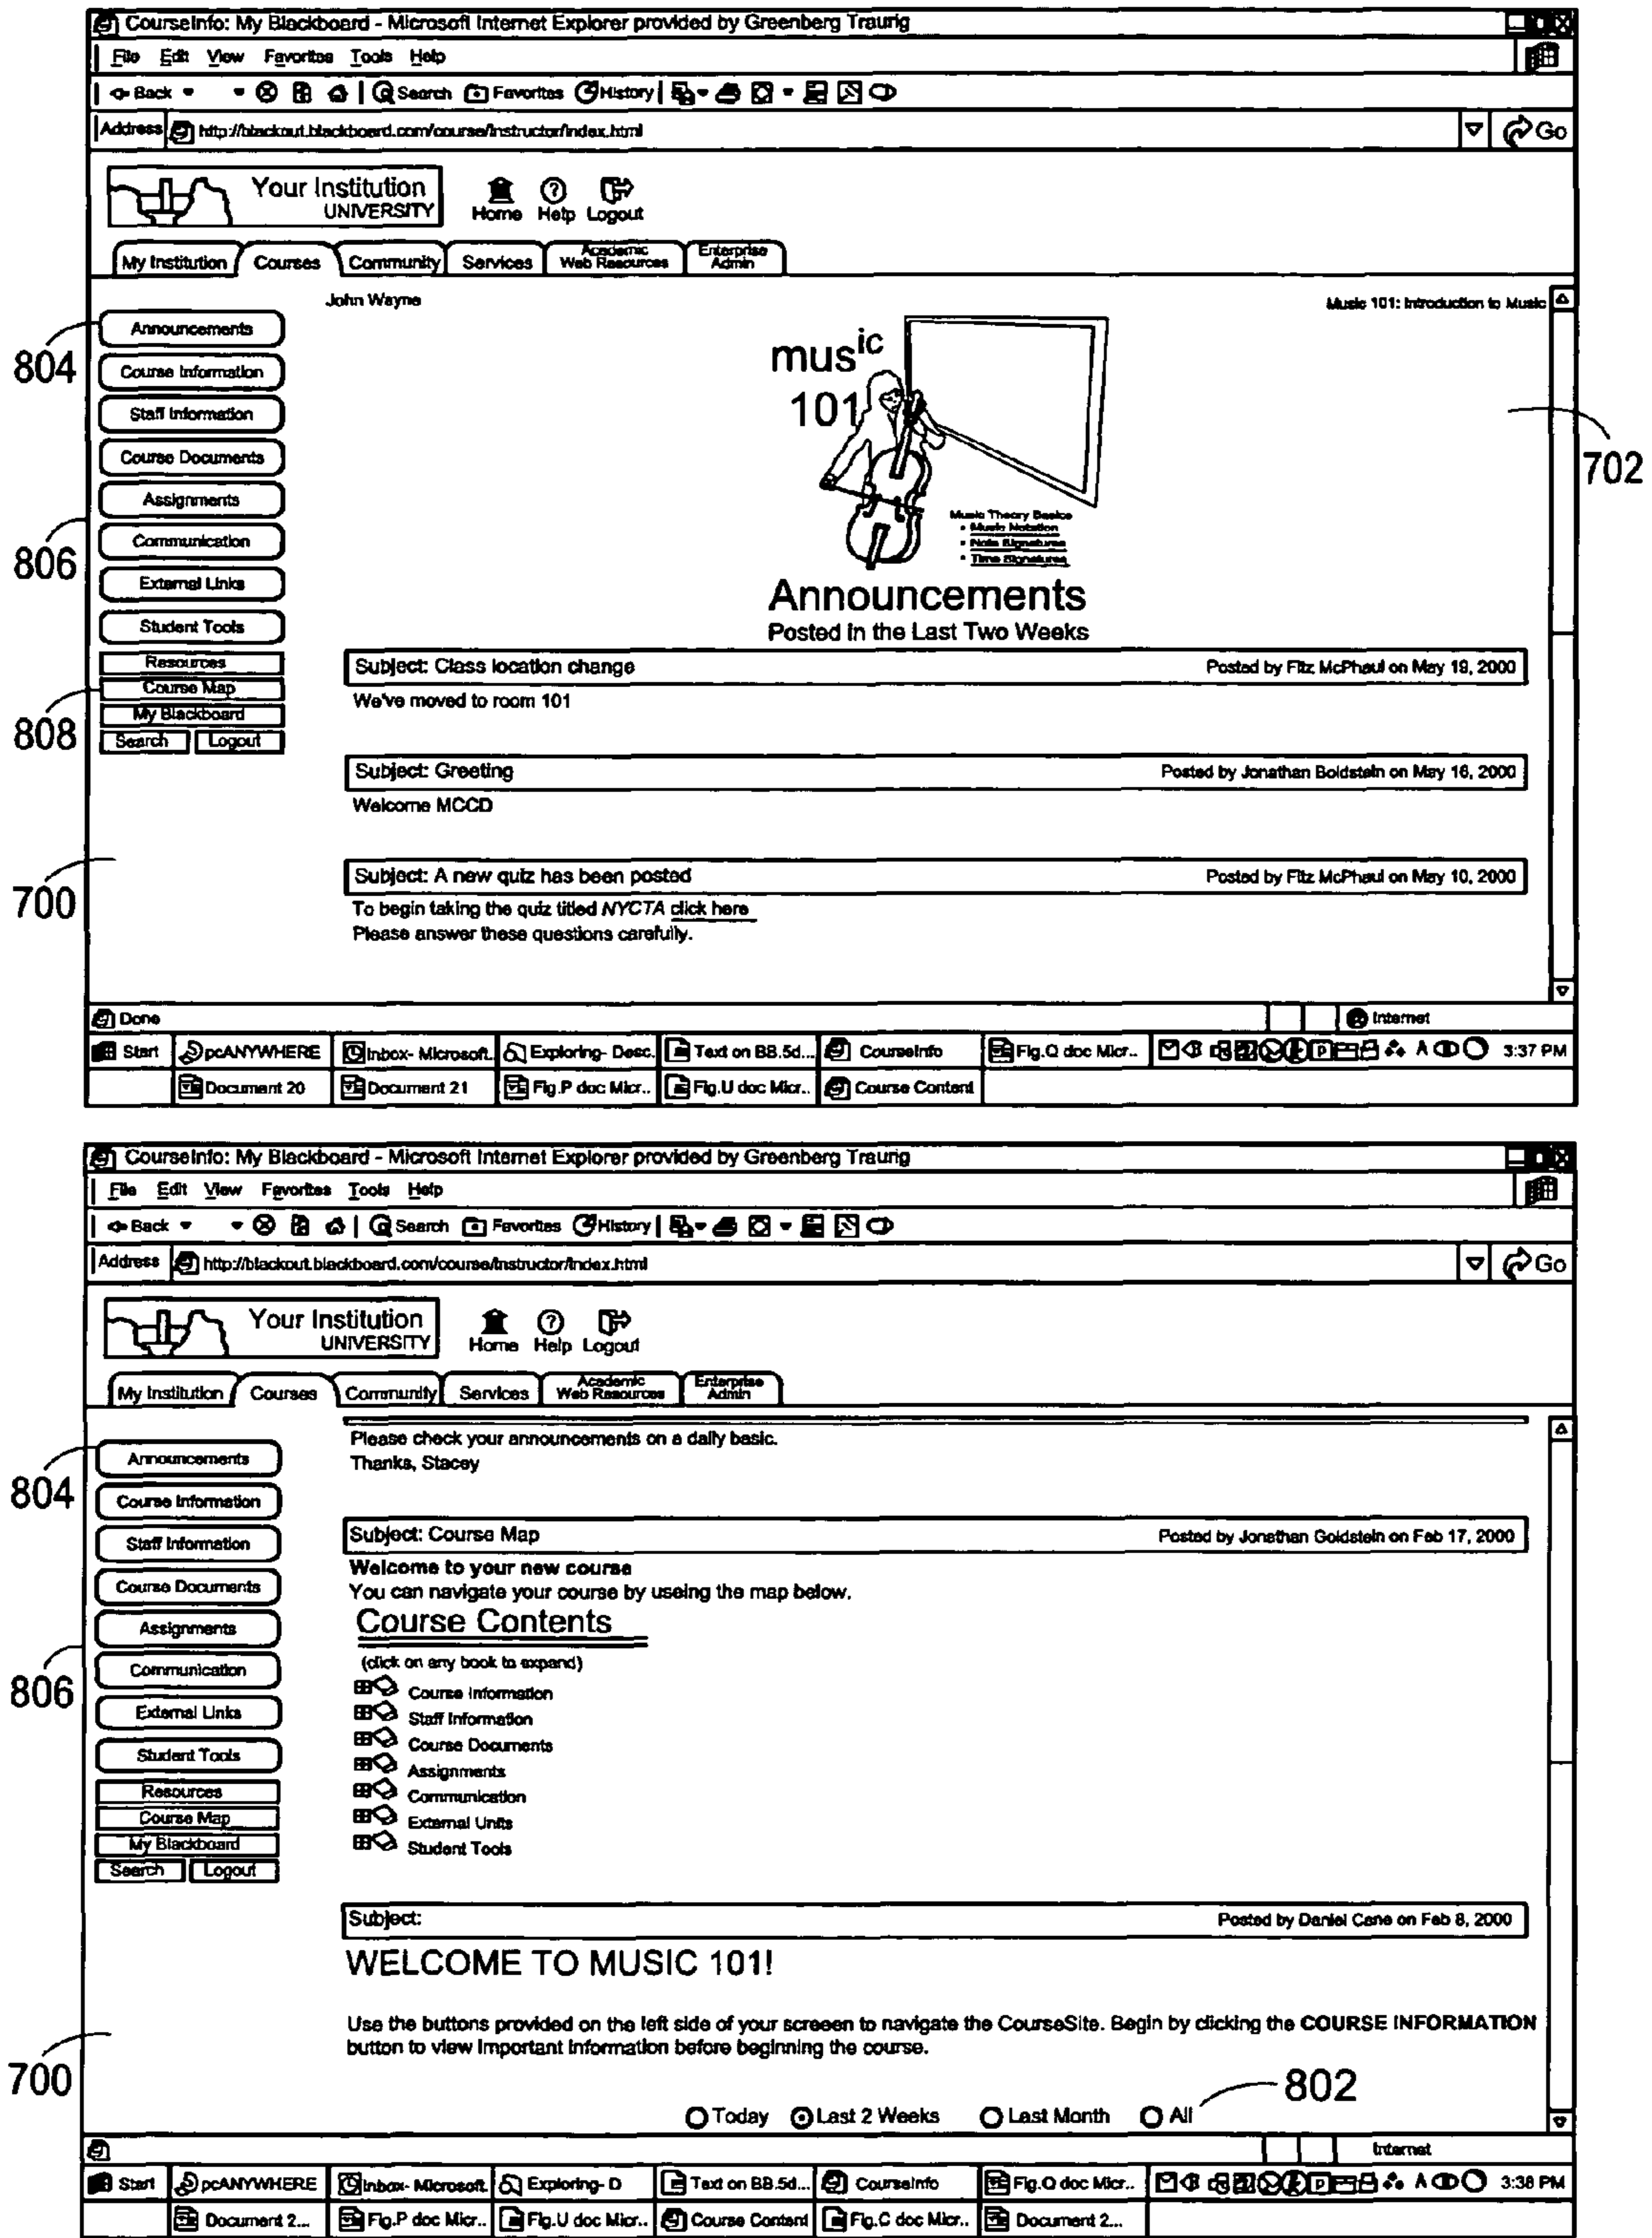 CourseInfo: My Blackboard - Microsoft Internet Explorer provided by Greenberg Traurig
File Edit View Favorites Tools Help
Back Search Favorites History
Address http://blackout.blackboard.com/course/instructor/index.html Go
Your Institution
UNIVERSITY
Home Help Logout
My Institution Courses Community Services Academic Web Resources Enterprise Admin
John Wayne Music 101: Introduction to Music
804
Announcements
Course Information
Staff Information
Course Documents
Assignments
806
Communication
External Links
Student Tools
Resources
808
Course Map
My Blackboard
Search Logout
700
702
music
101
Music Theory Basics
• Music Notation
• Note Signatures
• Time Signatures
Announcements
Posted in the Last Two Weeks
Subject: Class location change Posted by Fitz McPhaul on May 19, 2000
We've moved to room 101
Subject: Greeting Posted by Jonathan Boldstein on May 16, 2000
Welcome MCCD
Subject: A new quiz has been posted Posted by Fitz McPhaul on May 10, 2000
To begin taking the quiz titled NYCTA click here
Please answer these questions carefully.
Done Internet
Start pcANYWHERE Inbox- Microsoft. Exploring- Desc. Text on BB.5d... CourseInfo Fig.Q doc Micr.. 3:37 PM
Document 20 Document 21 Fig.P doc Micr.. Fig.U doc Micr.. Course Content
CourseInfo: My Blackboard - Microsoft Internet Explorer provided by Greenberg Traurig
File Edit View Favorites Tools Help
Back Search Favorites History
Address http://blackout.blackboard.com/course/instructor/index.html Go
Your Institution
UNIVERSITY
Home Help Logout
My Institution Courses Community Services Academic Web Resources Enterprise Admin
804
Announcements
Course Information
Staff Information
Course Documents
Assignments
806
Communication
External Links
Student Tools
Resources
Course Map
My Blackboard
Search Logout
700
Please check your announcements on a daily basic.
Thanks, Stacey
Subject: Course Map Posted by Jonathan Goldstein on Feb 17, 2000
Welcome to your new course
You can navigate your course by useing the map below.
Course Contents
(click on any book to expand)
Course Information
Staff Information
Course Documents
Assignments
Communication
External Units
Student Tools
Subject: Posted by Daniel Cane on Feb 8, 2000
WELCOME TO MUSIC 101!
Use the buttons provided on the left side of your screeen to navigate the CourseSite. Begin by clicking the COURSE INFORMATION
button to view important information before beginning the course.
802
Today Last 2 Weeks Last Month All
Internet
Start pcANYWHERE Inbox- Microsoft. Exploring- D Text on BB.5d... CourseInfo Fig.Q doc Micr.. 3:38 PM
Document 2... Fig.P doc Micr.. Fig.U doc Micr.. Course Content Fig.C doc Micr.. Document 2...